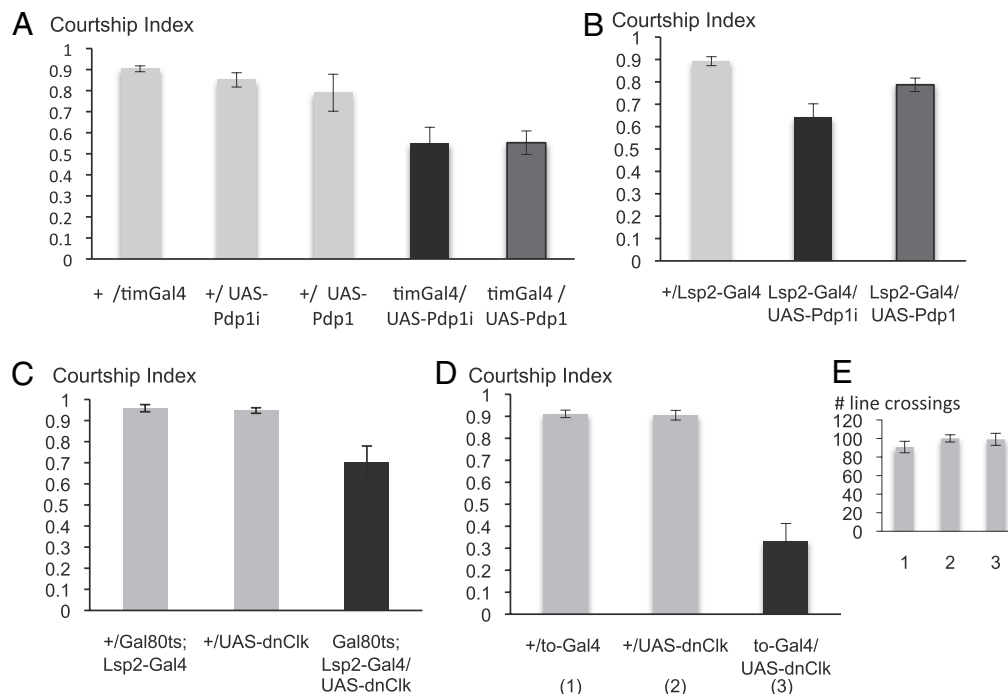 A Courtship Index
1
0.9
0.8
0.7
0.6
0.5
0.4
0.3
0.2
0.1
0
+ /timGal4
+/ UAS-
Pdp1i
+/ UAS-
Pdp1
timGal4/
UAS-Pdp1i
timGal4 /
UAS-Pdp1
B Courtship Index
1
0.9
0.8
0.7
0.6
0.5
0.4
0.3
0.2
0.1
0
+/Lsp2-Gal4
Lsp2-Gal4/
UAS-Pdp1i
Lsp2-Gal4/
UAS-Pdp1
C Courtship Index
1
0.9
0.8
0.7
0.6
0.5
0.4
0.3
0.2
0.1
0
+/Gal80ts;
Lsp2-Gal4
+/UAS-dnClk
Gal80ts;
Lsp2-Gal4/
UAS-dnClk
D Courtship Index
1
0.9
0.8
0.7
0.6
0.5
0.4
0.3
0.2
0.1
0
+/to-Gal4
(1)
+/UAS-dnClk
(2)
to-Gal4/
UAS-dnClk
(3)
E
# line crossings
120
100
80
60
40
20
0
1 2 3